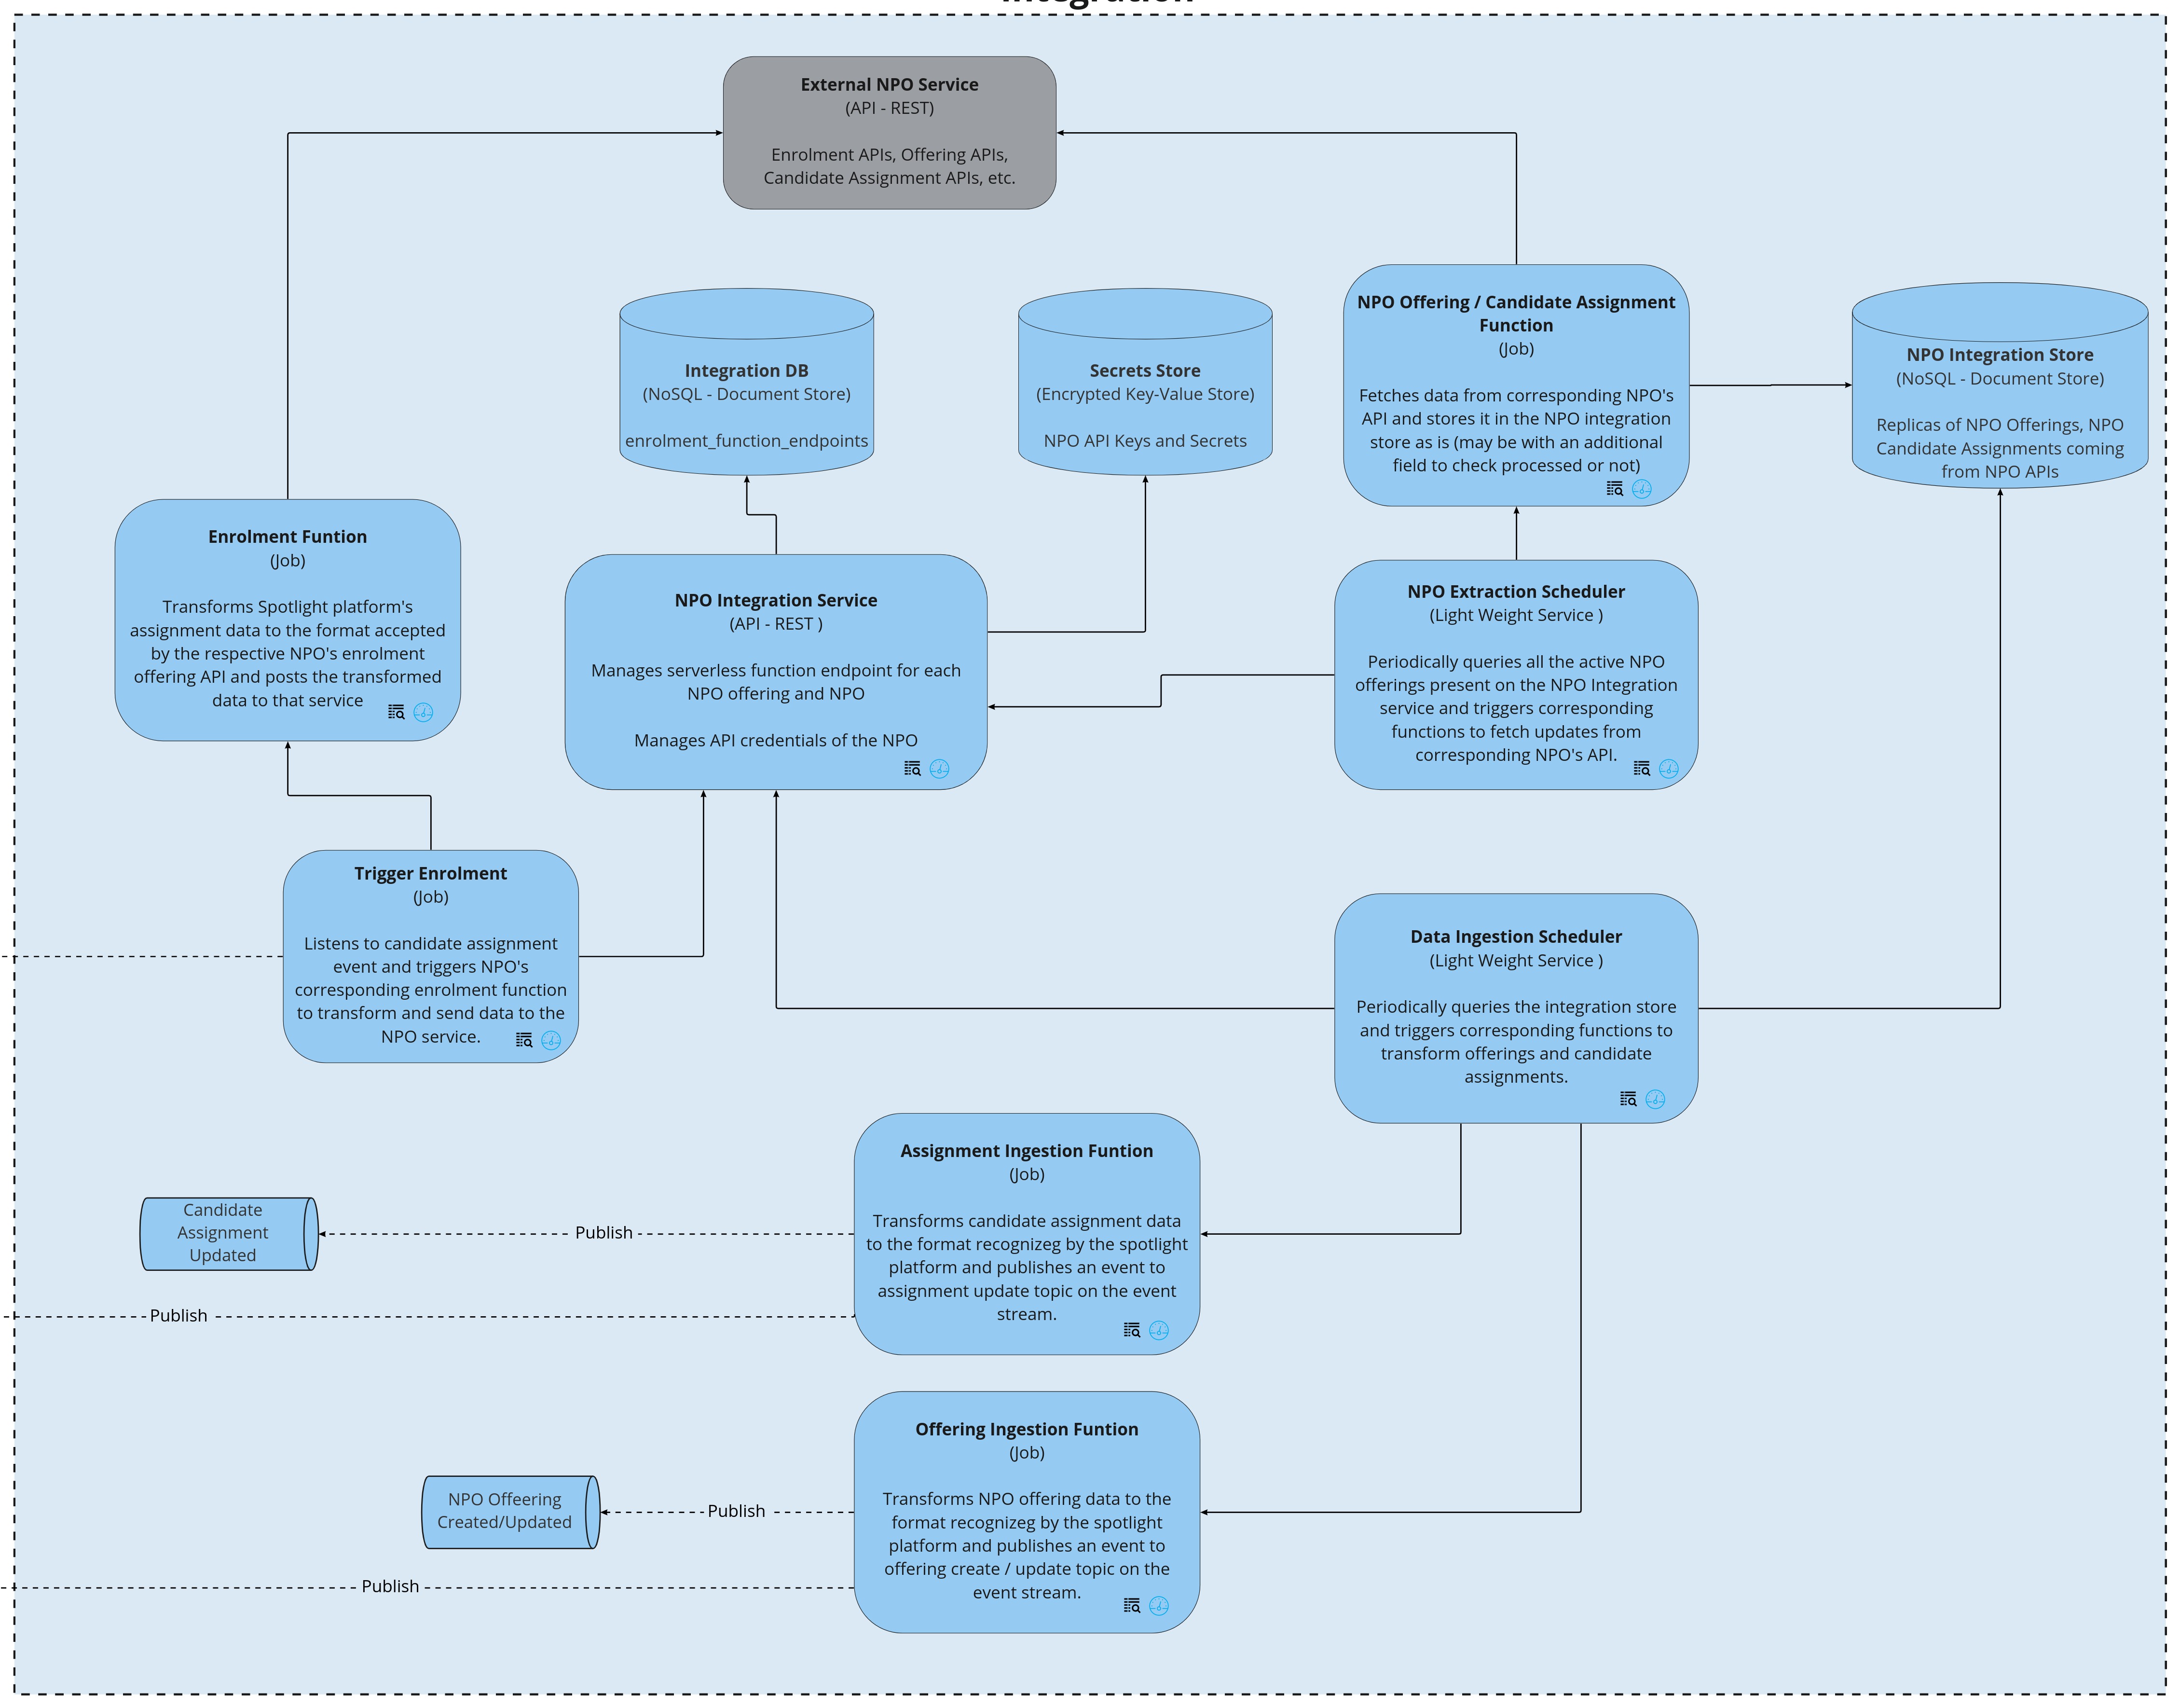 Integration
External NPO Service
(API - REST)
Enrolment APIs, Offering APIs,
Candidate Assignment APIs, etc.
Integration DB
(NoSQL - Document Store)
enrolment_function_endpoints
Secrets Store
(Encrypted Key-Value Store)
NPO API Keys and Secrets
NPO Offering / Candidate Assignment
Function
(Job)
Fetches data from corresponding NPO's
API and stores it in the NPO integration
store as is (may be with an additional
field to check processed or not)
NPO Integration Store
(NoSQL - Document Store)
Replicas of NPO Offerings, NPO
Candidate Assignments coming
from NPO APIs
Enrolment Funtion
(Job)
Transforms Spotlight platform's
assignment data to the format accepted
by the respective NPO's enrolment
offering API and posts the transformed
data to that service
NPO Integration Service
(API - REST )
Manages serverless function endpoint for each
NPO offering and NPO
Manages API credentials of the NPO
NPO Extraction Scheduler
(Light Weight Service )
Periodically queries all the active NPO
offerings present on the NPO Integration
service and triggers corresponding
functions to fetch updates from
corresponding NPO's API.
Trigger Enrolment
(Job)
Listens to candidate assignment
event and triggers NPO's
corresponding enrolment function
to transform and send data to the
NPO service.
Data Ingestion Scheduler
(Light Weight Service )
Periodically queries the integration store
and triggers corresponding functions to
transform offerings and candidate
assignments.
Assignment Ingestion Funtion
(Job)
Transforms candidate assignment data
to the format recognizeg by the spotlight
platform and publishes an event to
assignment update topic on the event
stream.
Candidate
Assignment
Updated
Publish
Publish
Offering Ingestion Funtion
(Job)
Transforms NPO offering data to the
format recognizeg by the spotlight
platform and publishes an event to
offering create / update topic on the
event stream.
NPO Offeering
Created/Updated
Publish
Publish